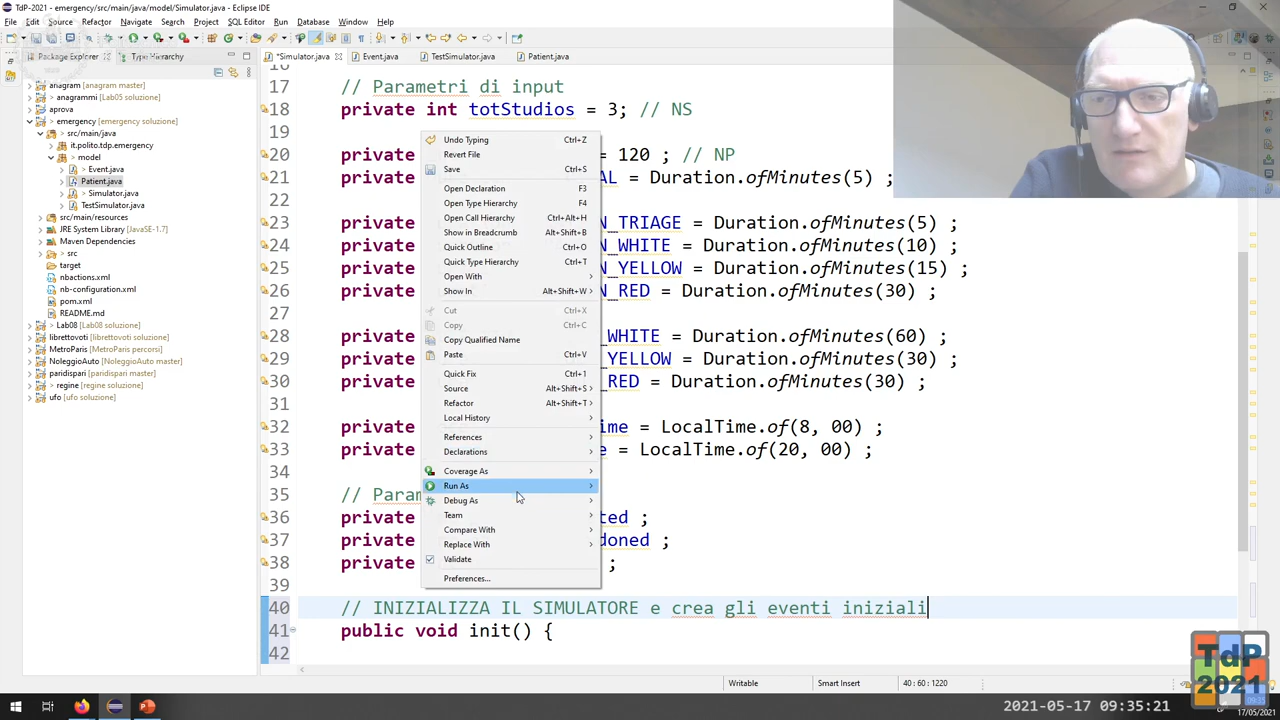 TdP-2021 - emergency/src/main/java/model/Simulator.java - Eclipse IDE
File Edit Source Refactor Navigate Search Project SQL Editor Run Database Window Help
Package Explorer Type Hierarchy
anagram [anagram master]
> anagrammi [Lab05 soluzione]
aprova
> emergency [emergency soluzione]
> src/main/java
> it.polito.tdp.emergency
> model
> Event.java
Patient.java
> Simulator.java
> TestSimulator.java
src/main/resources
JRE System Library [JavaSE-1.7]
Maven Dependencies
> src
target
nbactions.xml
nb-configuration.xml
pom.xml
README.md
> Lab08 [Lab08 soluzione]
librettovoti [librettovoti soluzione]
MetroParis [MetroParis percorsi]
NoleggioAuto [NoleggioAuto master]
paridispari [paridispari master]
> regine [regine soluzione]
ufo [ufo soluzione]
*Simulator.java Event.java TestSimulator.java Patient.java
16
17 // Parametri di input
18 private int totStudios = 3; // NS
19
20 private = 120 ; // NP
21 private AL = Duration.ofMinutes(5) ;
22
23 private N_TRIAGE = Duration.ofMinutes(5) ;
24 private N_WHITE = Duration.ofMinutes(10) ;
25 private N_YELLOW = Duration.ofMinutes(15) ;
26 private N_RED = Duration.ofMinutes(30) ;
27
28 private _WHITE = Duration.ofMinutes(60) ;
29 private _YELLOW = Duration.ofMinutes(30) ;
30 private _RED = Duration.ofMinutes(30) ;
31
32 private ime = LocalTime.of(8, 00) ;
33 private e = LocalTime.of(20, 00) ;
34
35 // Param
36 private ted ;
37 private doned ;
38 private ;
39
40 // INIZIALIZZA IL SIMULATORE e crea gli eventi iniziali
41 public void init() {
42
Undo Typing Ctrl+Z
Revert File
Save Ctrl+S
Open Declaration F3
Open Type Hierarchy F4
Open Call Hierarchy Ctrl+Alt+H
Show in Breadcrumb Alt+Shift+B
Quick Outline Ctrl+O
Quick Type Hierarchy Ctrl+T
Open With
Show In Alt+Shift+W
Cut Ctrl+X
Copy Ctrl+C
Copy Qualified Name
Paste Ctrl+V
Quick Fix Ctrl+1
Source Alt+Shift+S
Refactor Alt+Shift+T
Local History
References
Declarations
Coverage As
Run As
Debug As
Team
Compare With
Replace With
Validate
Preferences...
Writable Smart Insert 40 : 60 : 1220
TdP
2021
2021-05-17 09:35:21
17/05/2021